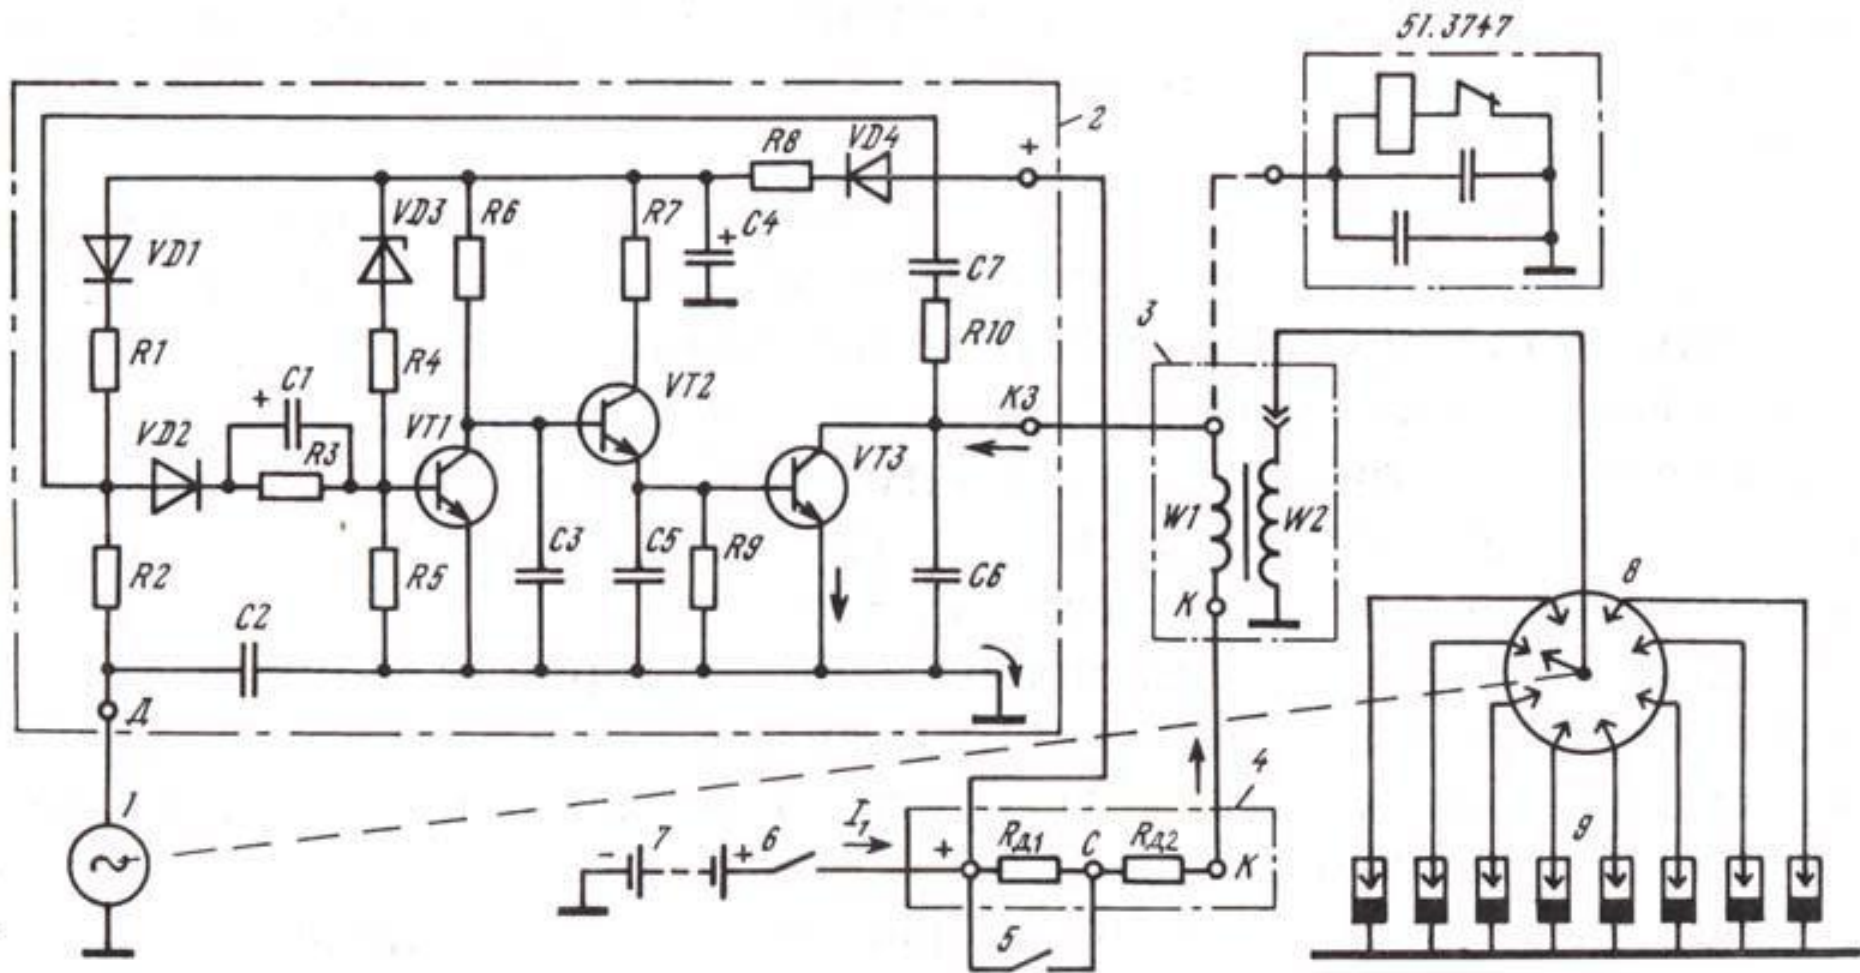 51.3747
2
+
R8
VD4
R6
R7
C4
+
VD3
VD1
C7
3
R10
R1
R4
C1
+
VT2
VT1
КЗ
VD2
R3
VT3
W1
W2
R2
R5
C3
C5
R9
C6
К
8
C2
Д
1
4
I₁
7
6
-
+
+
RД1
С
RД2
К
9
5